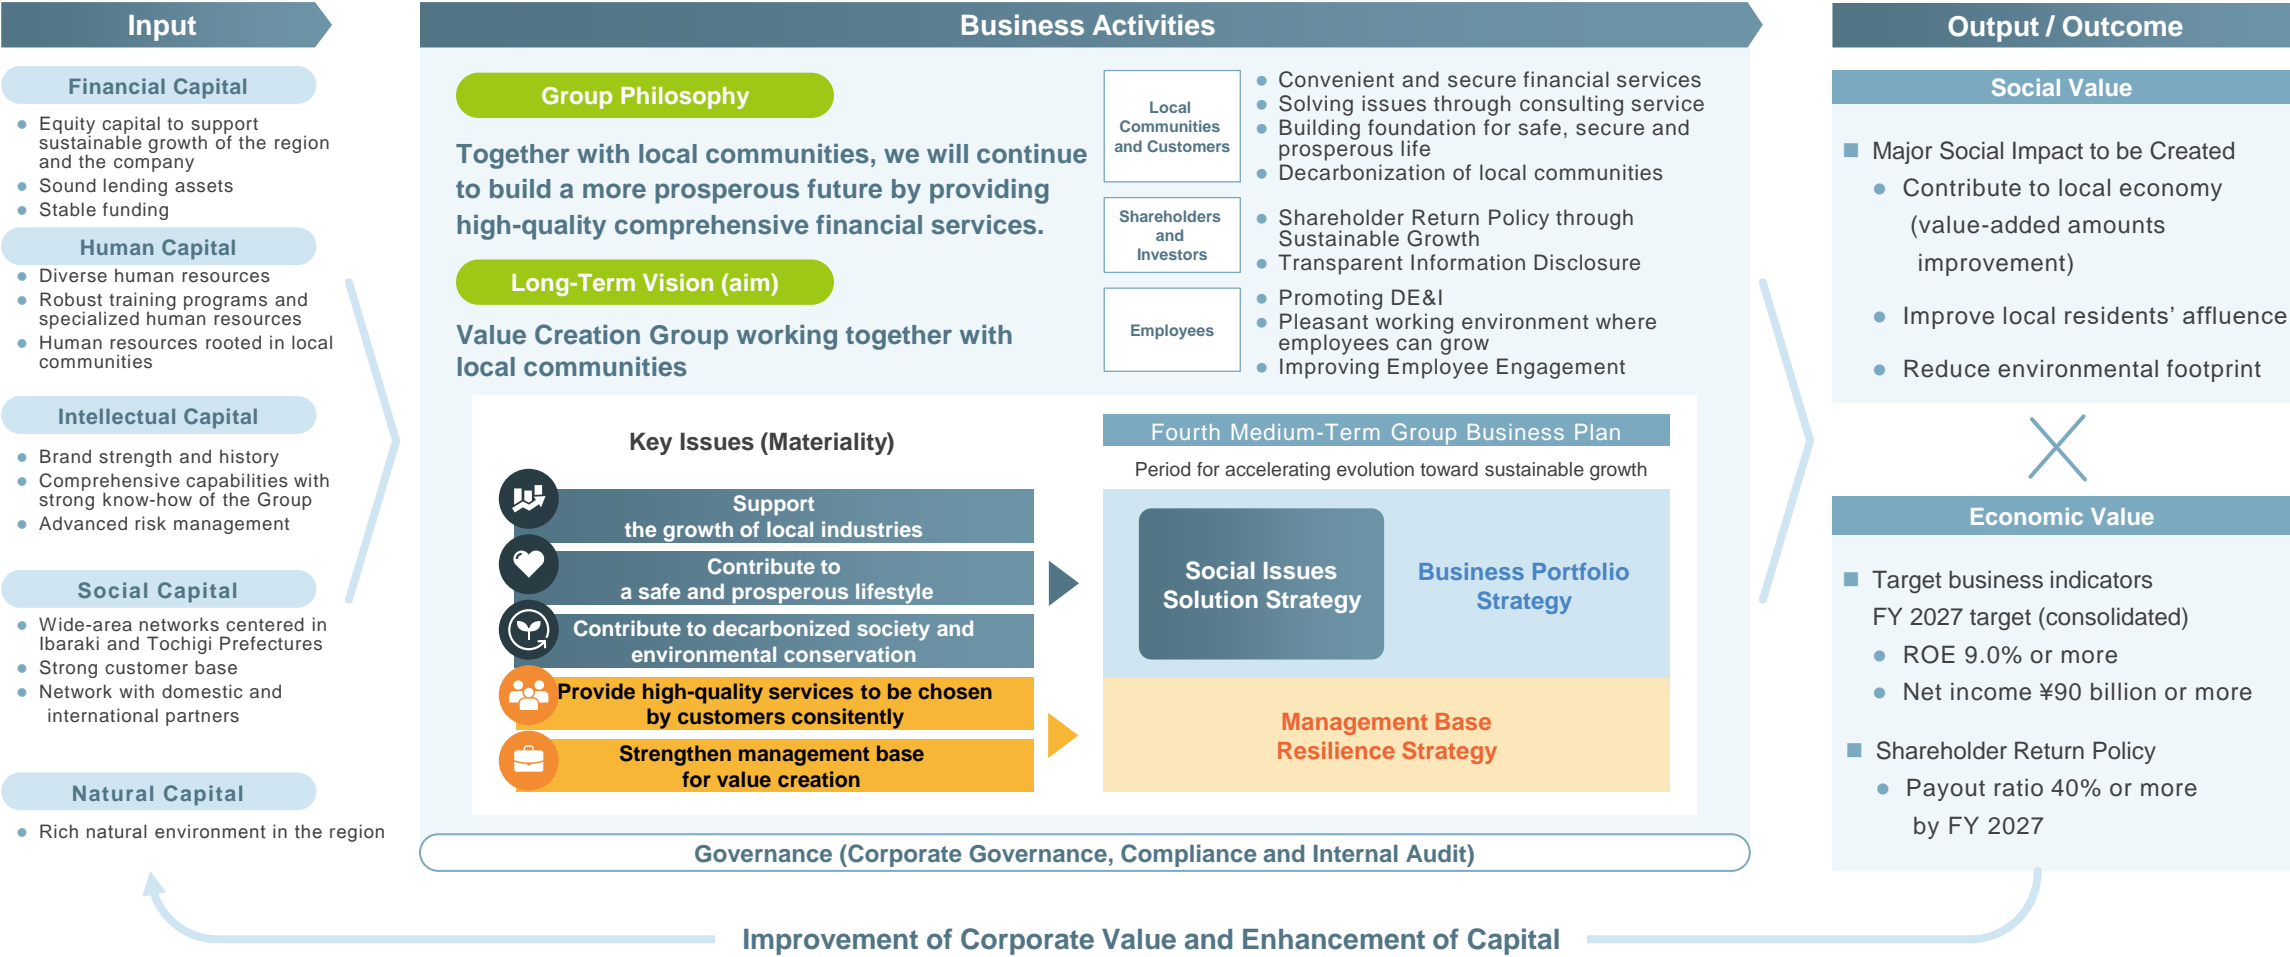 Input
Financial Capital
Equity capital to support
sustainable growth of the region
and the company
Sound lending assets
Stable funding
Human Capital
Diverse human resources
Robust training programs and
specialized human resources
Human resources rooted in local
communities
Intellectual Capital
Brand strength and history
Comprehensive capabilities with
strong know-how of the Group
Advanced risk management
Social Capital
Wide-area networks centered in
Ibaraki and Tochigi Prefectures
Strong customer base
Network with domestic and
international partners
Natural Capital
Rich natural environment in the region
Business Activities
Group Philosophy
Together with local communities, we will continue
to build a more prosperous future by providing
high-quality comprehensive financial services.
Long-Term Vision (aim)
Value Creation Group working together with
local communities
Local
Communities
and Customers
Convenient and secure financial services
Solving issues through consulting service
Building foundation for safe, secure and
prosperous life
Decarbonization of local communities
Shareholders
and
Investors
Shareholder Return Policy through
Sustainable Growth
Transparent Information Disclosure
Employees
Promoting DE&I
Pleasant working environment where
employees can grow
Improving Employee Engagement
Key Issues (Materiality)
Support
the growth of local industries
Contribute to
a safe and prosperous lifestyle
Contribute to decarbonized society and
environmental conservation
Provide high-quality services to be chosen
by customers consitently
Strengthen management base
for value creation
Fourth Medium-Term Group Business Plan
Period for accelerating evolution toward sustainable growth
Social Issues
Solution Strategy
Business Portfolio
Strategy
Management Base
Resilience Strategy
Governance (Corporate Governance, Compliance and Internal Audit)
Output / Outcome
Social Value
Major Social Impact to be Created
Contribute to local economy
(value-added amounts
improvement)
Improve local residents’ affluence
Reduce environmental footprint
Economic Value
Target business indicators
FY 2027 target (consolidated)
ROE 9.0% or more
Net income ¥90 billion or more
Shareholder Return Policy
Payout ratio 40% or more
by FY 2027
Improvement of Corporate Value and Enhancement of Capital